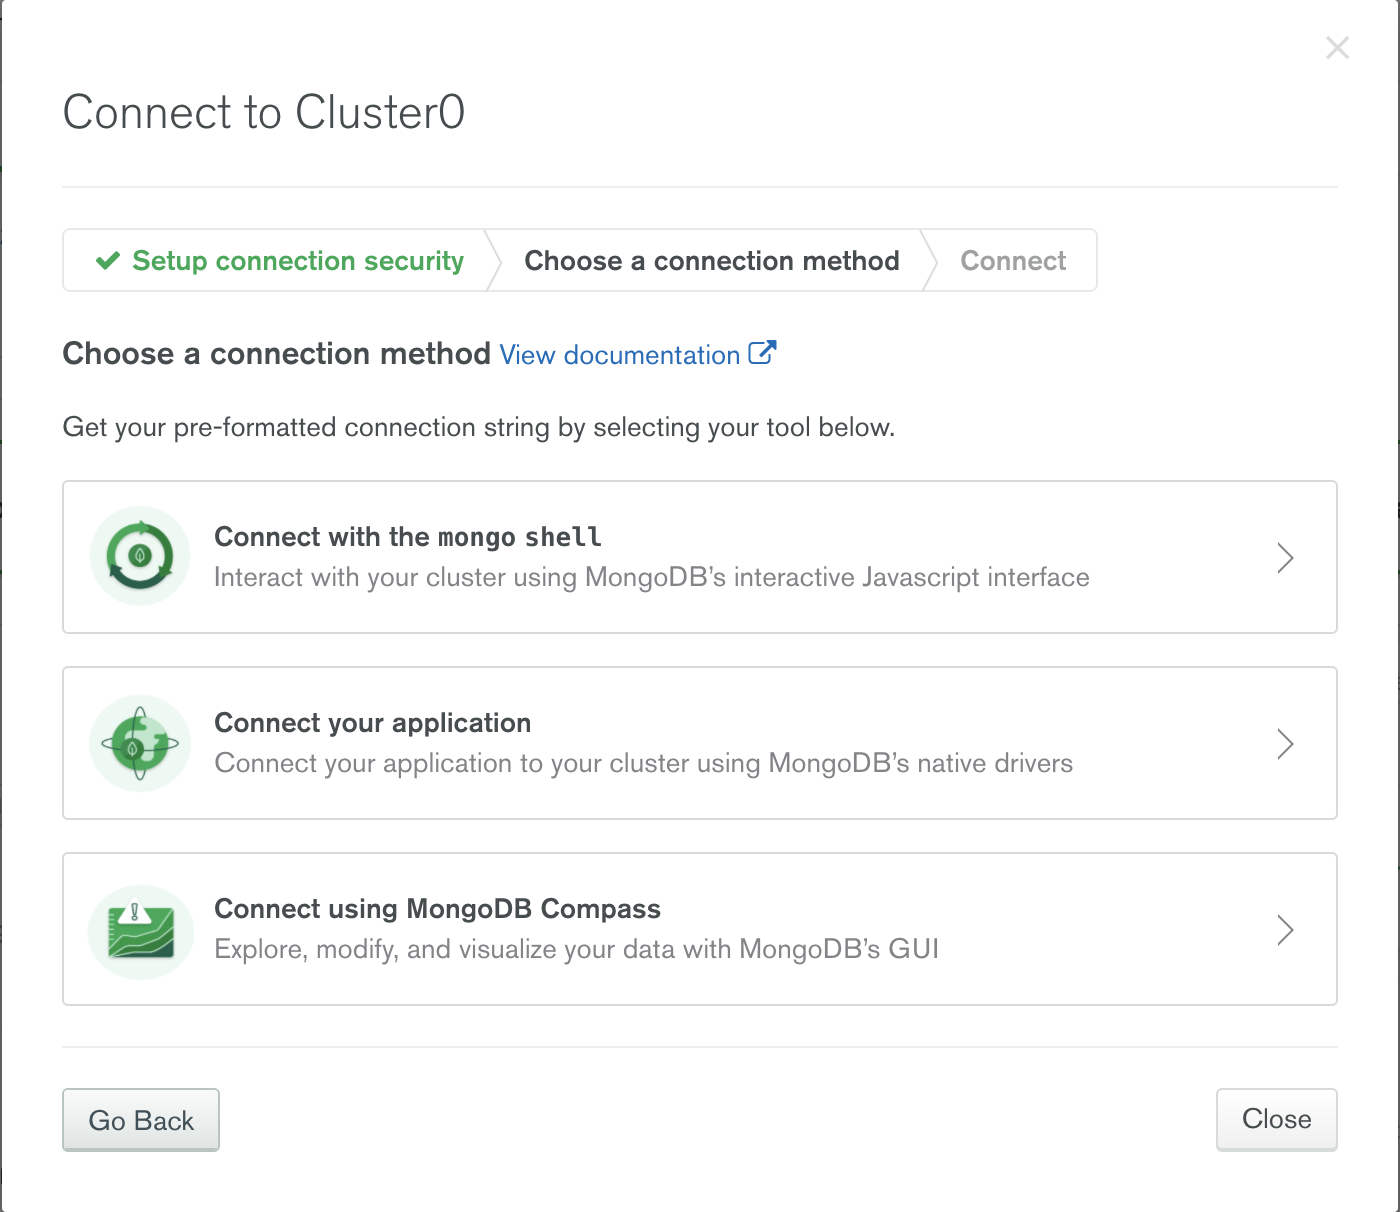 Connect to Cluster0
Setup connection security
Choose a connection method
Connect
Choose a connection method View documentation
Get your pre-formatted connection string by selecting your tool below.
Connect with the mongo shell
Interact with your cluster using MongoDB’s interactive Javascript interface
Connect your application
Connect your application to your cluster using MongoDB’s native drivers
Connect using MongoDB Compass
Explore, modify, and visualize your data with MongoDB’s GUI
Go Back
Close